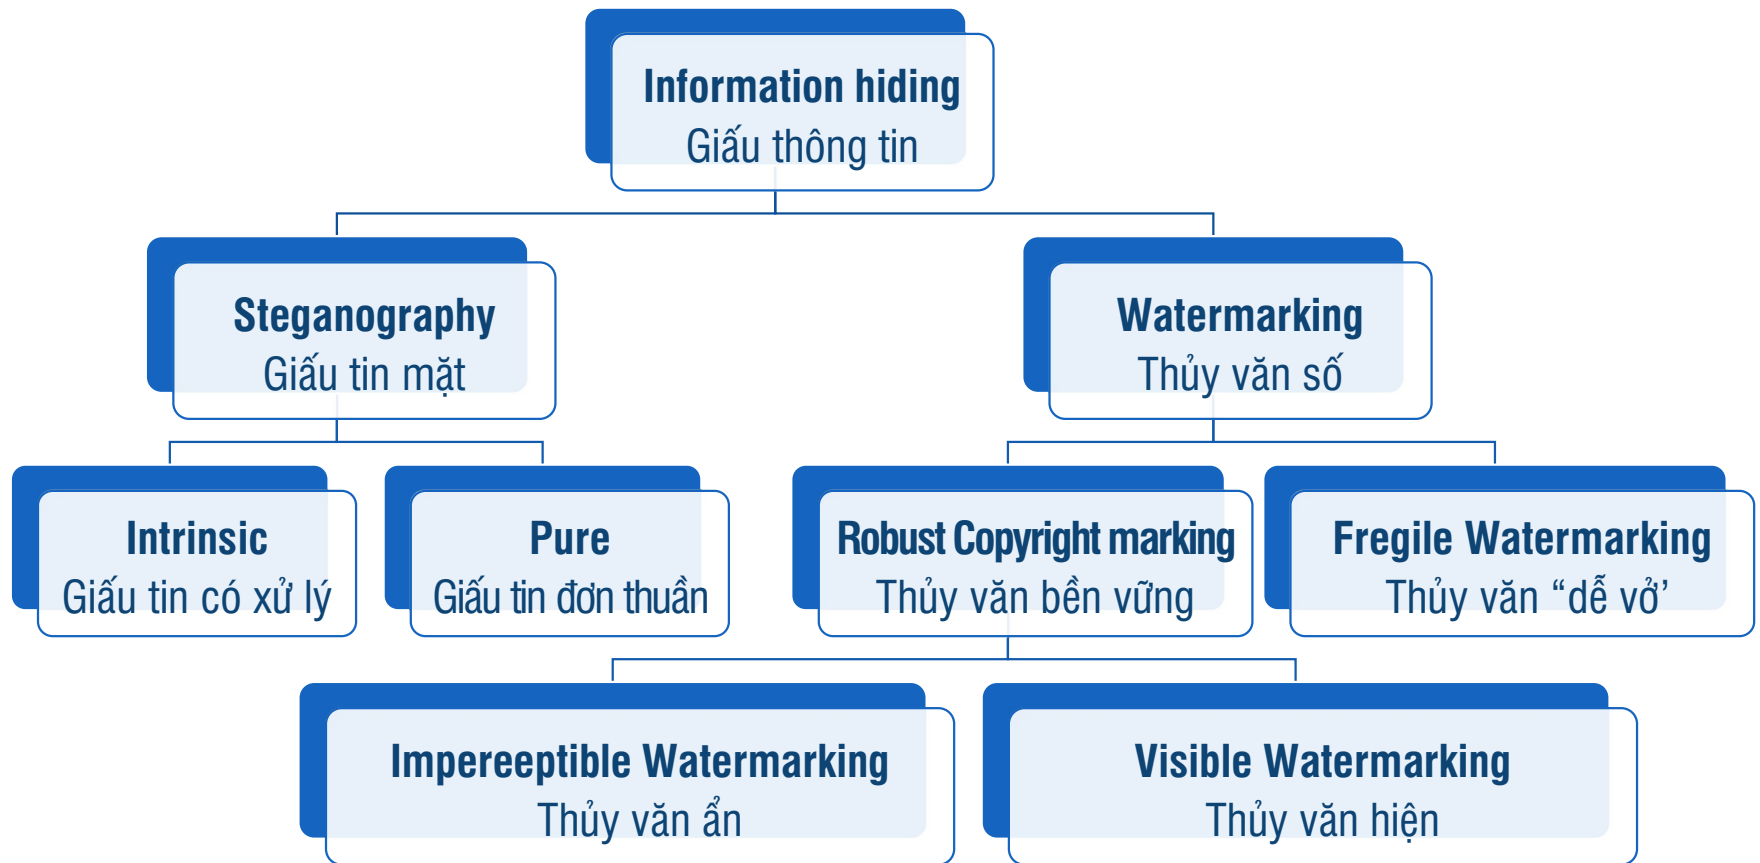 Information hiding
Giấu thông tin
Steganography
Giấu tin mặt
Watermarking
Thủy văn số
Intrinsic
Giấu tin có xử lý
Pure
Giấu tin đơn thuần
Robust Copyright marking
Thủy văn bền vững
Fregile Watermarking
Thủy văn “dễ vở’
Impereeptible Watermarking
Thủy văn ẩn
Visible Watermarking
Thủy văn hiện